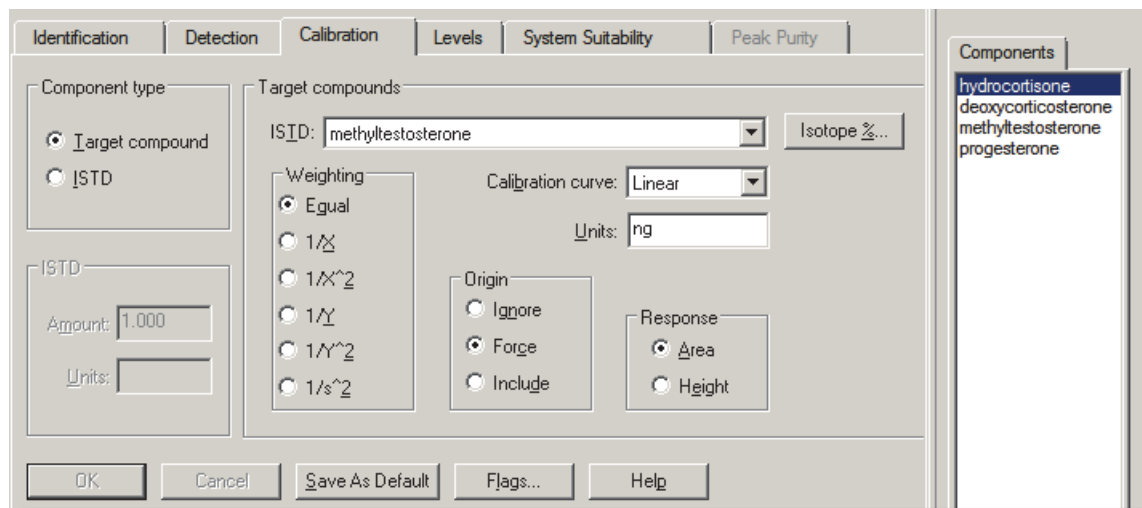 Identification Detection Calibration Levels System Suitability Peak Purity
Components
Component type
Target compound
ISTD
Target compounds
ISTD: methyltestosterone Isotope %...
Weighting
Equal
1/X
1/X^2
1/Y
1/Y^2
1/s^2
Calibration curve: Linear
Units: ng
Origin
Ignore
Force
Include
Response
Area
Height
ISTD
Amount: 1.000
Units:
OK Cancel Save As Default Flags... Help
hydrocortisone
deoxycorticosterone
methyltestosterone
progesterone